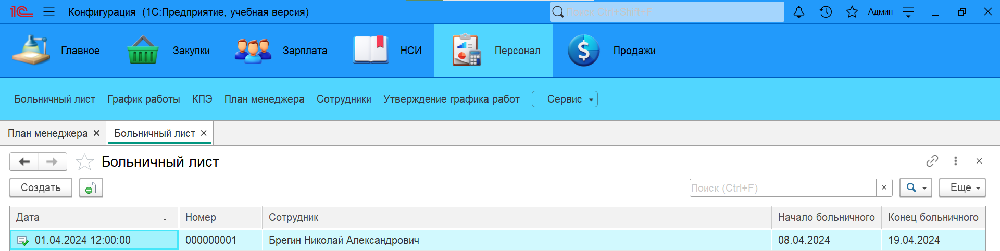 1С Конфигурация (1С:Предприятие, учебная версия) Поиск Ctrl+Shift+F Админ
Главное Закупки Зарплата НСИ Персонал Продажи
Больничный лист График работы КПЭ План менеджера Сотрудники Утверждение графика работ Сервис
План менеджера × Больничный лист ×
Больничный лист
Создать Поиск (Ctrl+F) × Еще
Дата ↓ Номер Сотрудник Начало больничного Конец больничного
01.04.2024 12:00:00 000000001 Брегин Николай Александрович 08.04.2024 19.04.2024